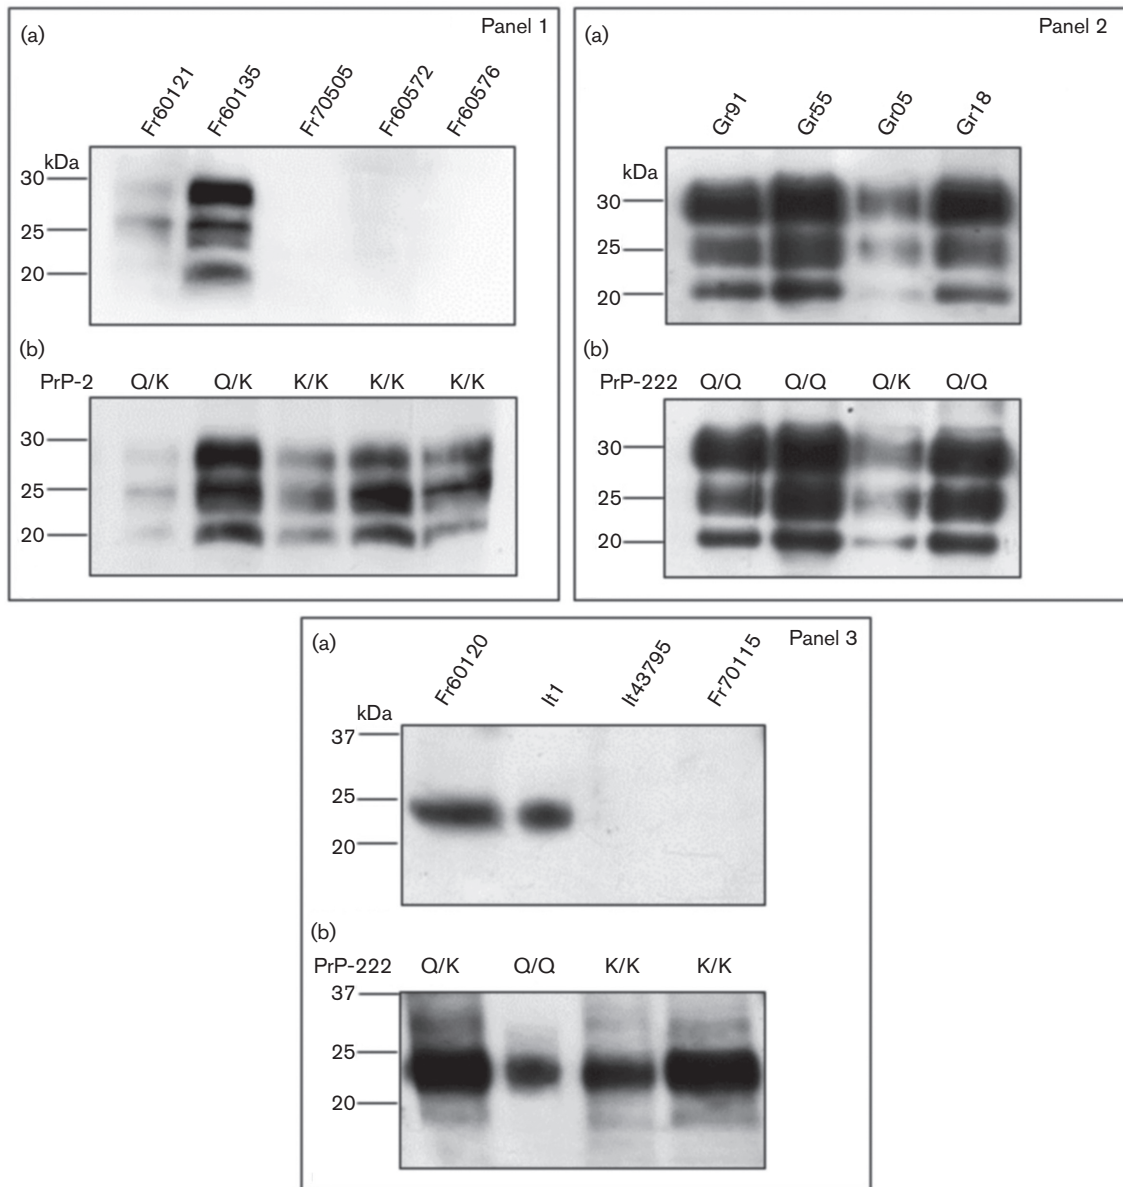 Panel 1
(a)
Fr60121 Fr60135 Fr70505 Fr60572 Fr60576
kDa
30
25
20
(b)
PrP-2 Q/K Q/K K/K K/K K/K
30
25
20
Panel 2
(a)
Gr91 Gr55 Gr05 Gr18
kDa
30
25
20
(b)
PrP-222 Q/Q Q/Q Q/K Q/Q
30
25
20
Panel 3
(a)
Fr60120 It1 It43795 Fr70115
kDa
37
25
20
(b)
PrP-222 Q/K Q/Q K/K K/K
37
25
20